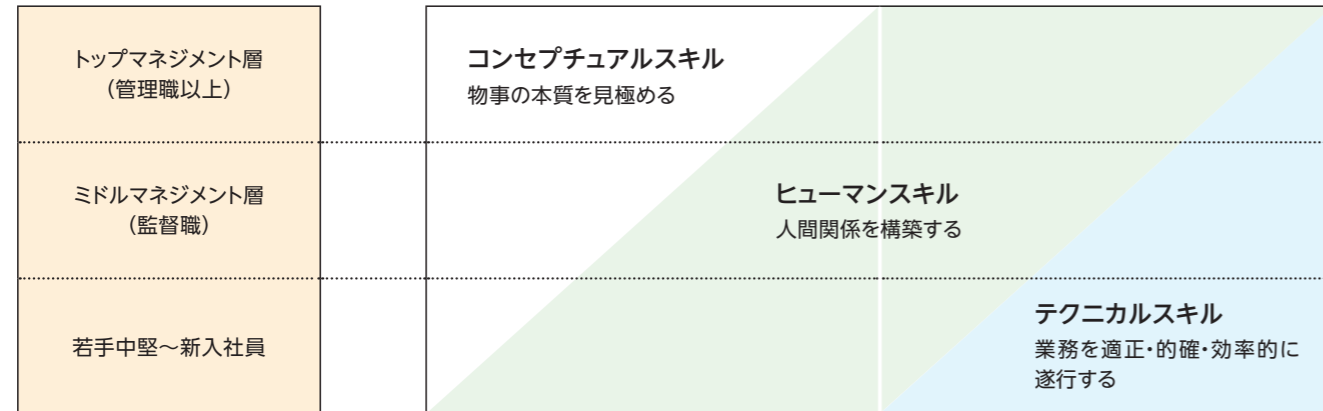 トップマネジメント層
（管理職以上）
コンセプチュアルスキル
物事の本質を見極める
ミドルマネジメント層
（監督職）
ヒューマンスキル
人間関係を構築する
若手中堅～新入社員
テクニカルスキル
業務を適正・的確・効率的に
遂行する